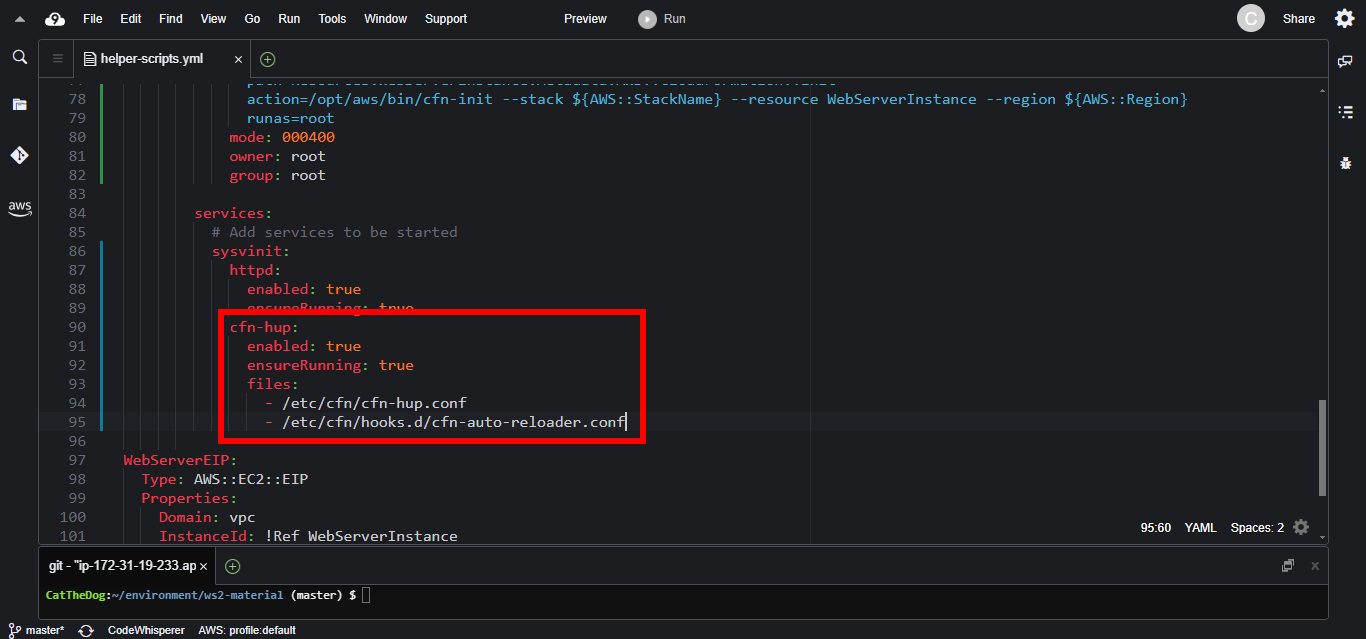 File Edit Find View Go Run Tools Window Support Preview Run C Share
helper-scripts.yml
78 action=/opt/aws/bin/cfn-init --stack ${AWS::StackName} --resource WebServerInstance --region ${AWS::Region}
79 runas=root
80 mode: 000400
81 owner: root
82 group: root
83
84 services:
85 # Add services to be started
86 sysvinit:
87 httpd:
88 enabled: true
89 ensureRunning: true
90 cfn-hup:
91 enabled: true
92 ensureRunning: true
93 files:
94 - /etc/cfn/cfn-hup.conf
95 - /etc/cfn/hooks.d/cfn-auto-reloader.conf
96
97 WebServerEIP:
98 Type: AWS::EC2::EIP
99 Properties:
100 Domain: vpc
101 InstanceId: !Ref WebServerInstance
aws
95:60 YAML Spaces: 2
git - "ip-172-31-19-233.ap
CatTheDog:~/environment/ws2-material (master) $
master* CodeWhisperer AWS: profile:default